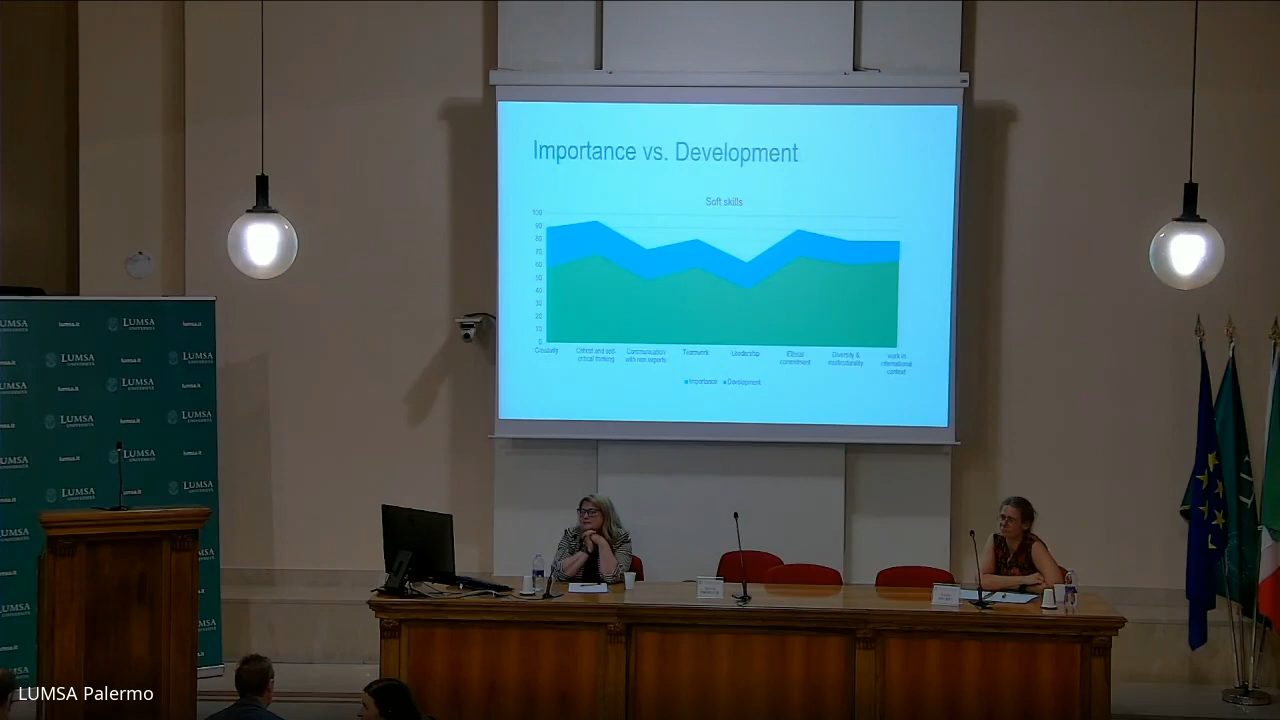 Importance vs. Development
Soft skills
100
90
80
70
60
50
40
30
20
10
0
Creativity
Critical and self-
critical thinking
Communication
with non experts
Teamwork
Leadership
Ethical
commitment
Diversity &
multiculturality
work in
international
context
Importance
Development
LUMSA
UNIVERSITÀ
lumsa.it
LUMSA Palermo